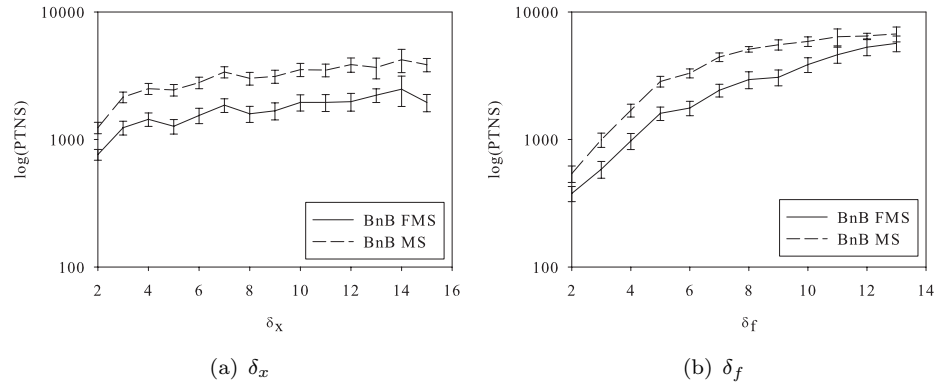 10000
1000
100
log(PTNS)
2 4 6 8 10 12 14 16
δx
BnB FMS
BnB MS
(a) δx
10000
1000
100
log(PTNS)
2 4 6 8 10 12 14
δf
BnB FMS
BnB MS
(b) δf